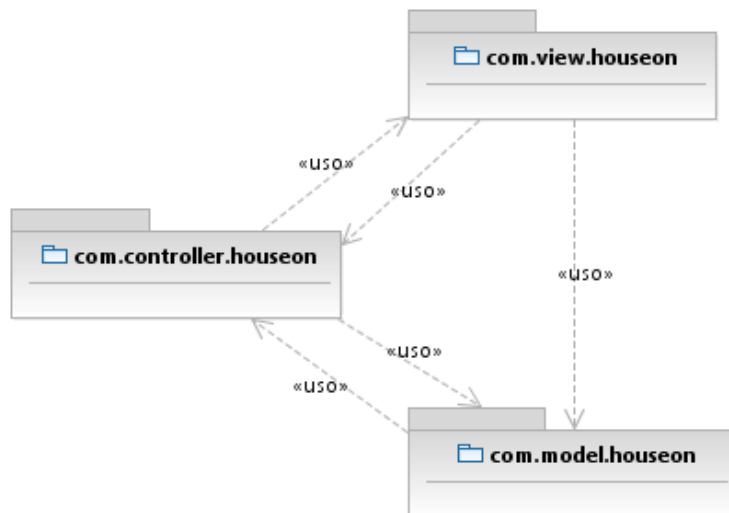 com.view.houseon
«uso»
«uso»
com.controller.houseon
«uso»
«uso»
«uso»
com.model.houseon